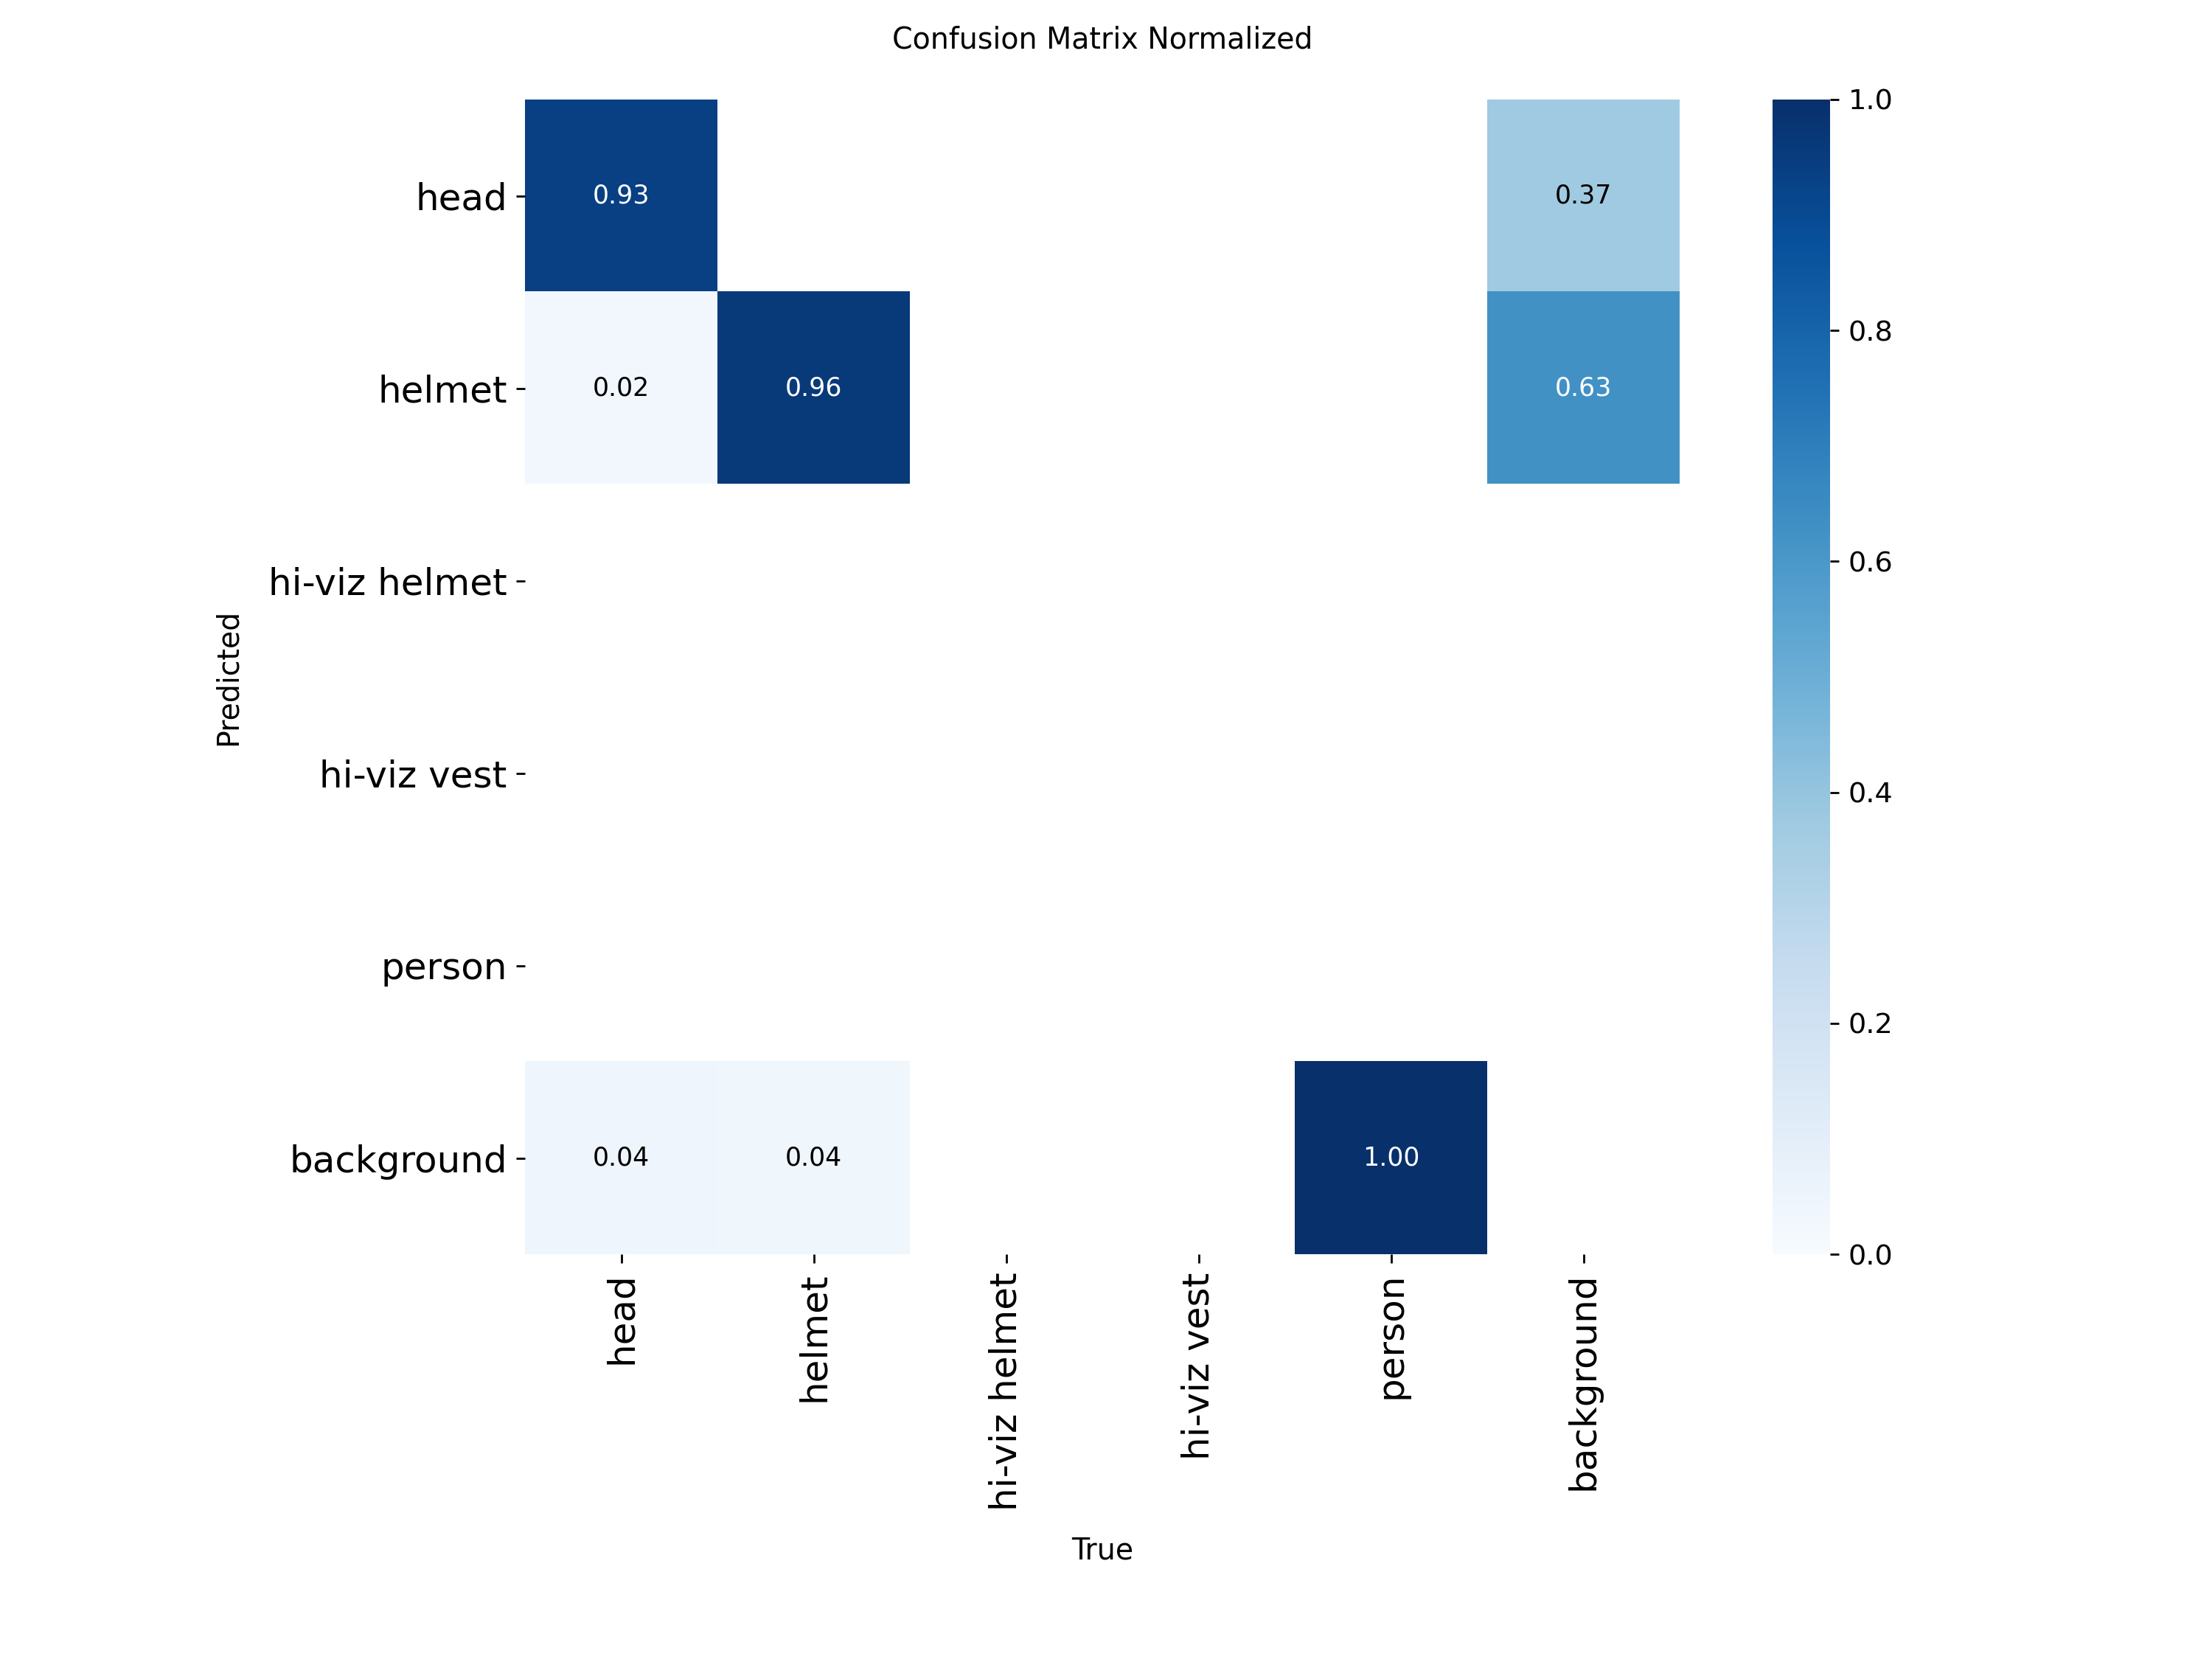 Confusion Matrix Normalized
1.0
head
0.93
0.37
0.8
helmet
0.02
0.96
0.63
hi-viz helmet
0.6
Predicted
hi-viz vest
0.4
person
0.2
background
0.04
0.04
1.00
0.0
head
helmet
hi-viz helmet
hi-viz vest
person
background
True